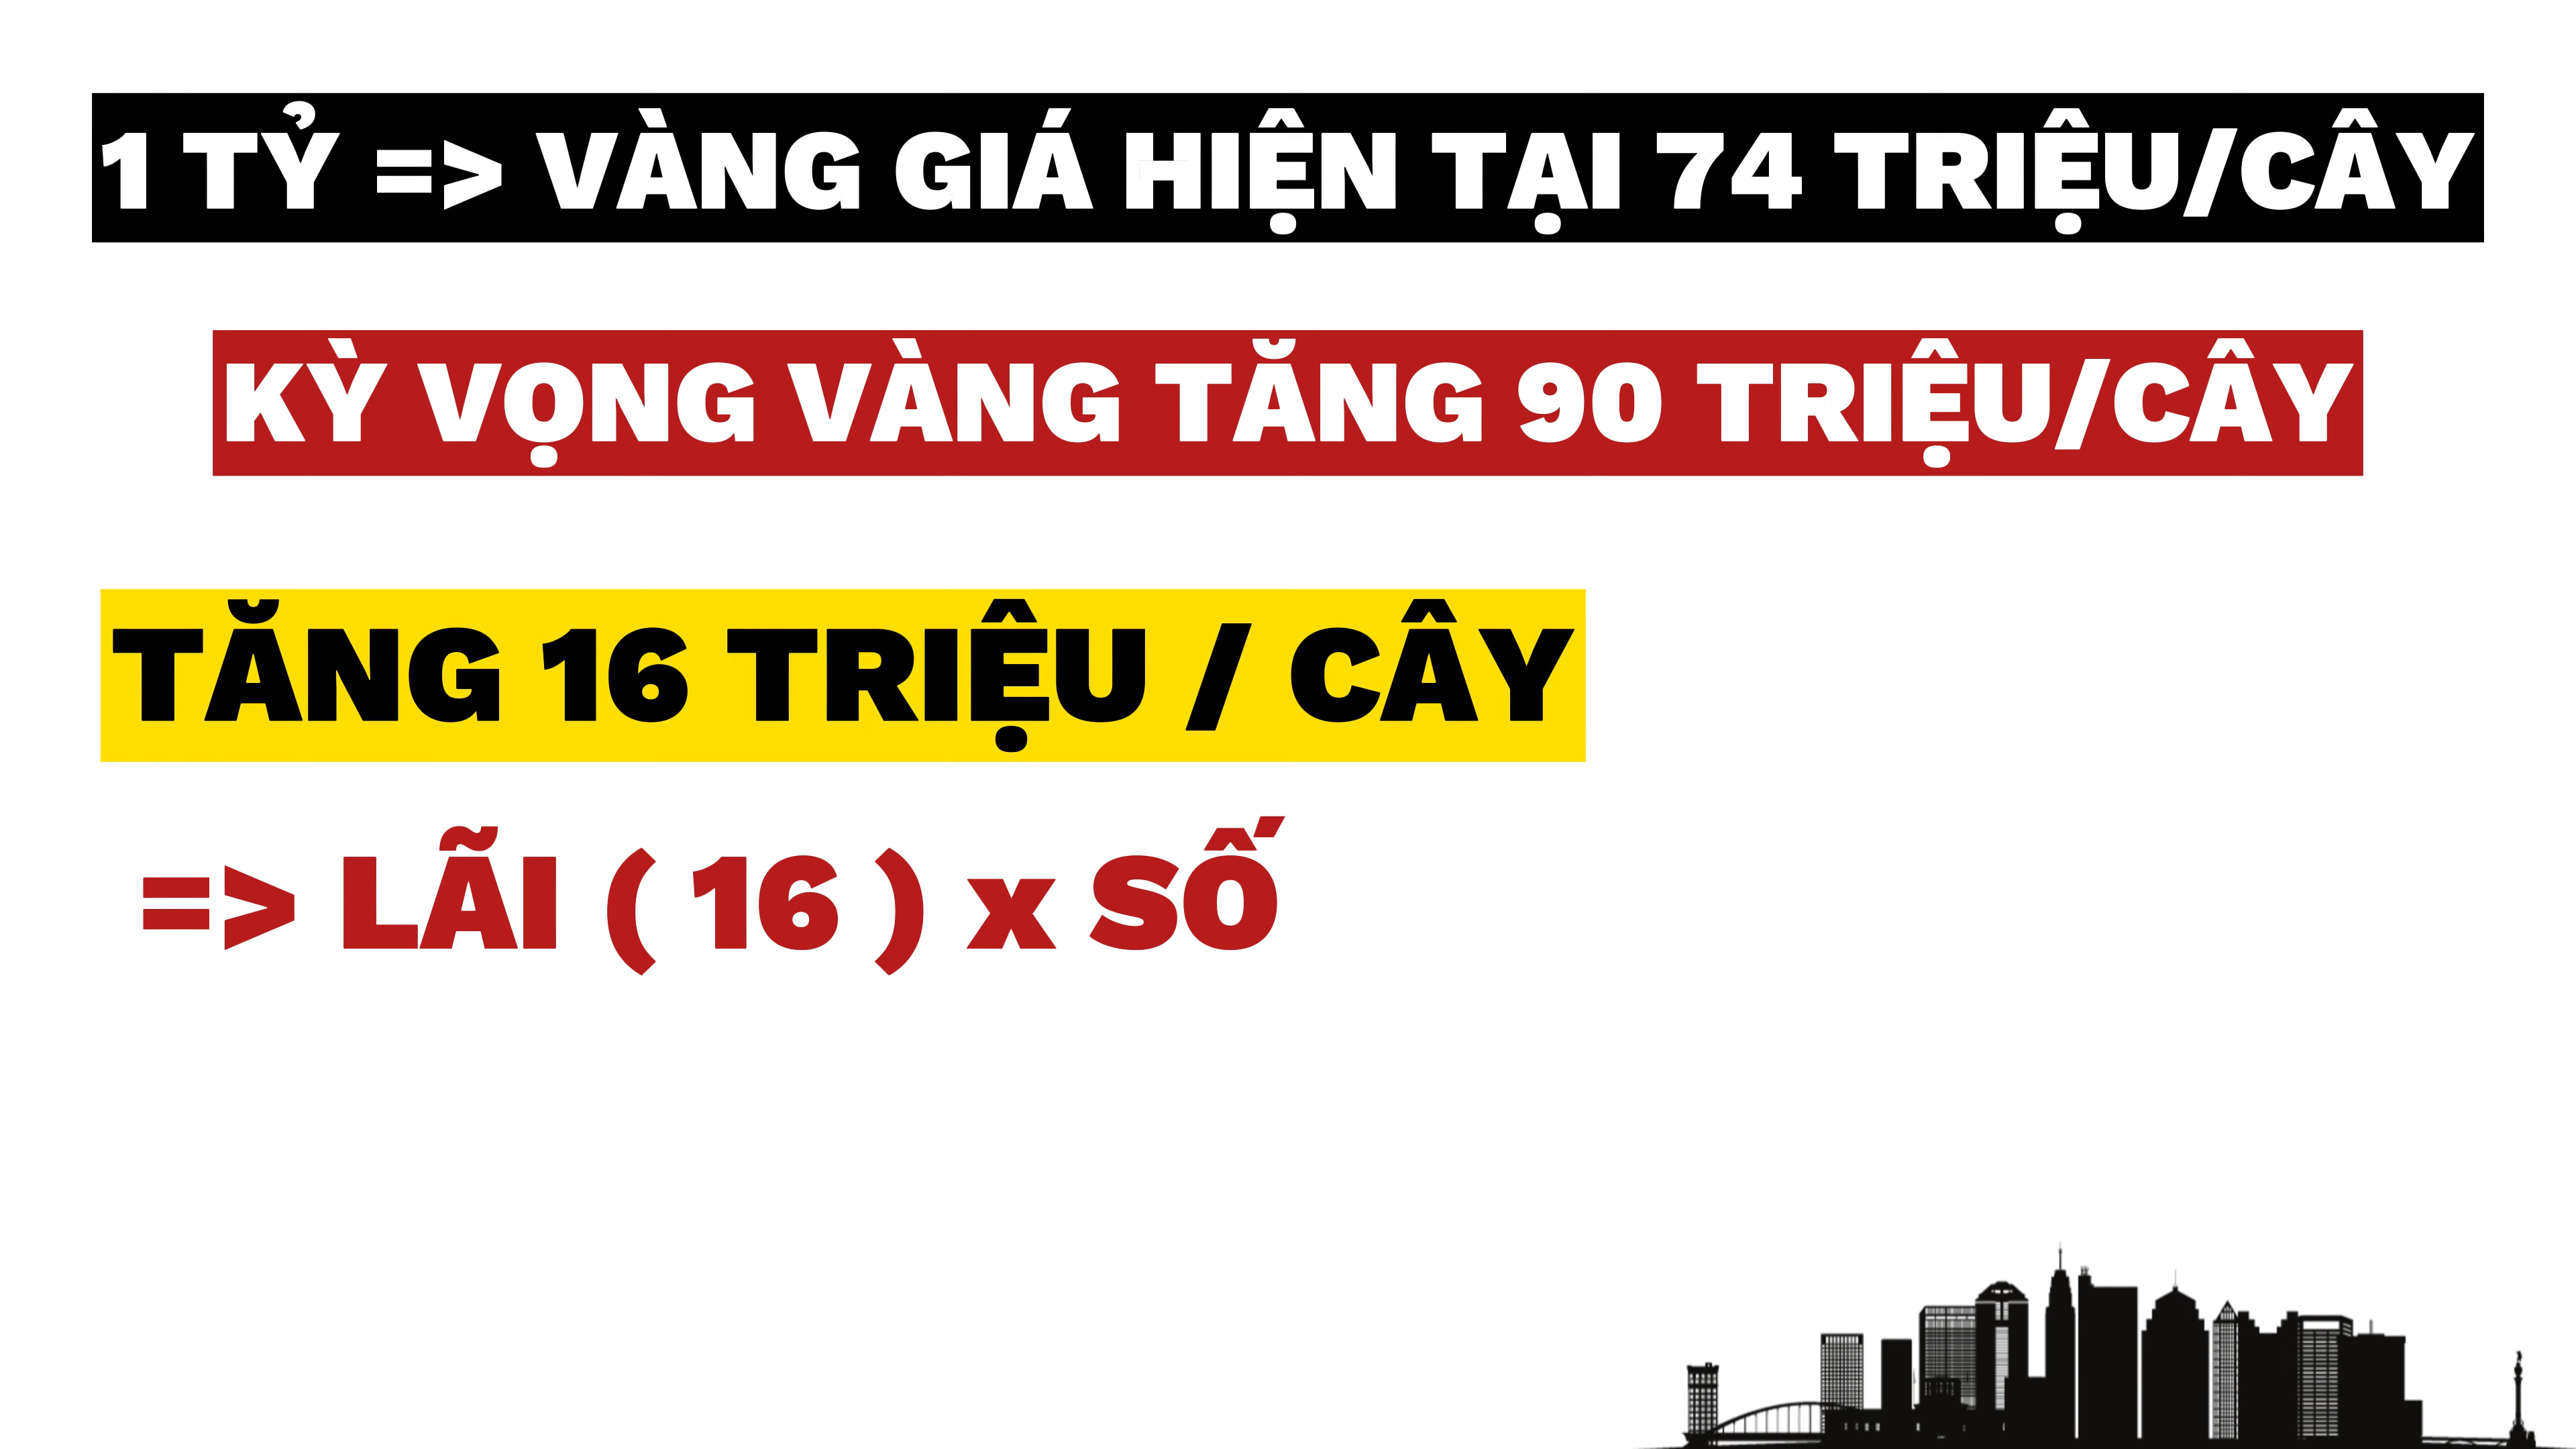 1 TỶ => VÀNG GIÁ HIỆN TẠI 74 TRIỆU/CÂY
KỲ VỌNG VÀNG TĂNG 90 TRIỆU/CÂY
TĂNG 16 TRIỆU / CÂY
=> LÃI ( 16 ) x SỐ